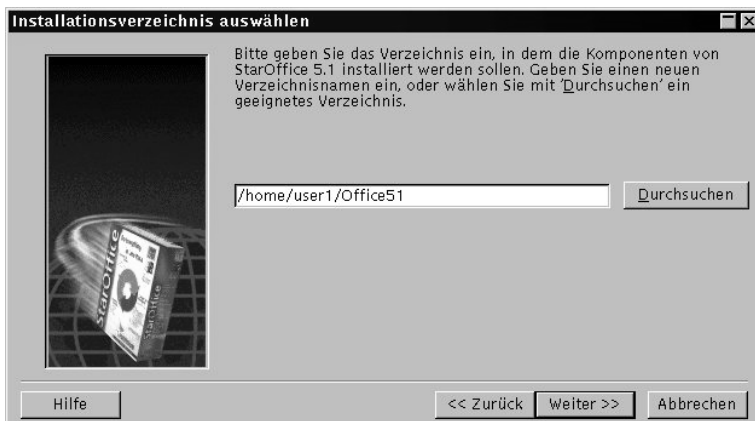 Installationsverzeichnis auswählen
Bitte geben Sie das Verzeichnis ein, in dem die Komponenten von
StarOffice 5.1 installiert werden sollen. Geben Sie einen neuen
Verzeichnisnamen ein, oder wählen Sie mit 'Durchsuchen' ein
geeignetes Verzeichnis.
/home/user1/Office51
Durchsuchen
StarOffice
StarOffice
Hilfe
<< Zurück
Weiter >>
Abbrechen